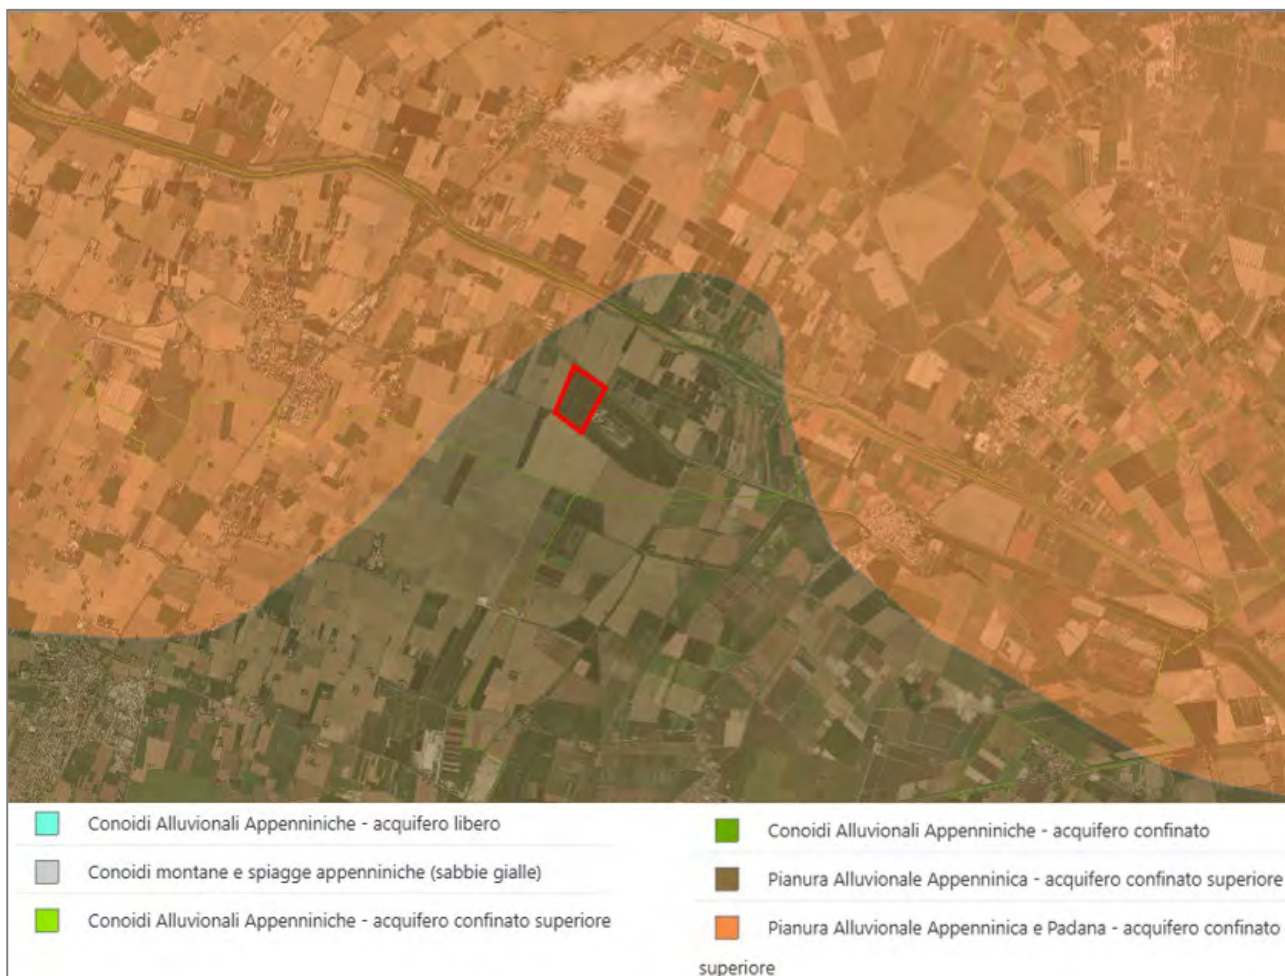 Conoidi Alluvionali Appenniniche - acquifero libero
Conoidi montane e spiagge appenniniche (sabbie gialle)
Conoidi Alluvionali Appenniniche - acquifero confinato superiore
Conoidi Alluvionali Appenniniche - acquifero confinato
Pianura Alluvionale Appenninica - acquifero confinato superiore
Pianura Alluvionale Appenninica e Padana - acquifero confinato
superiore